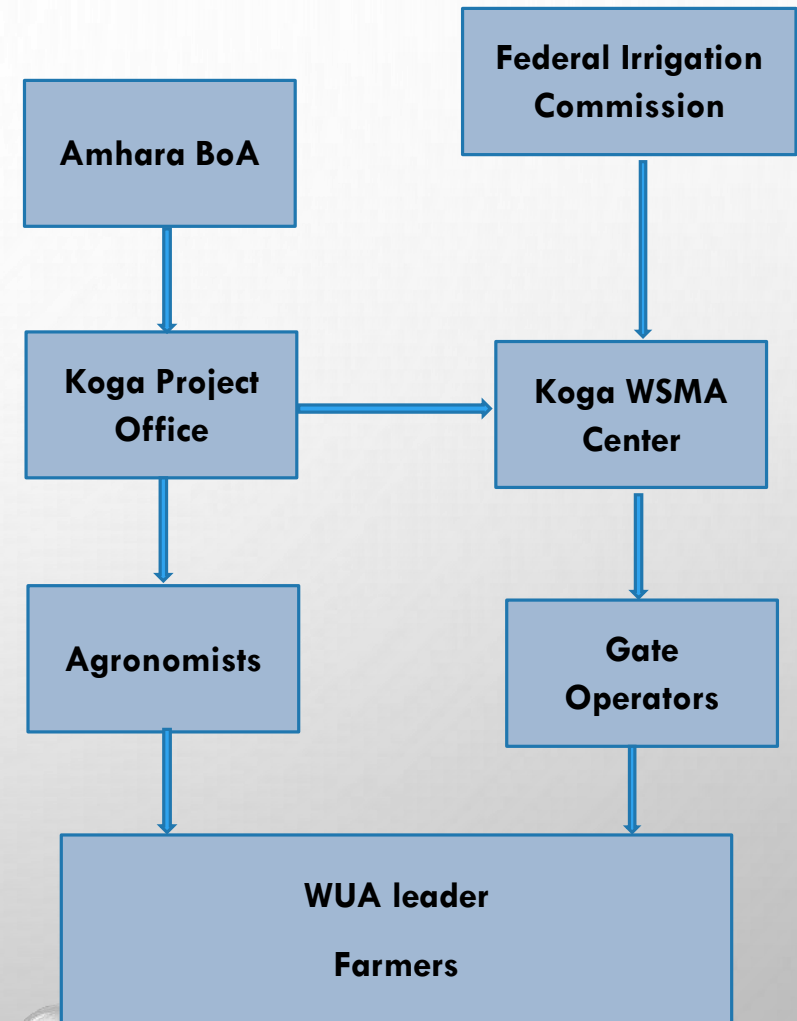 Federal Irrigation
Commission
Amhara BoA
Koga Project
Office
Koga WSMA
Center
Agronomists
Gate
Operators
WUA leader
Farmers